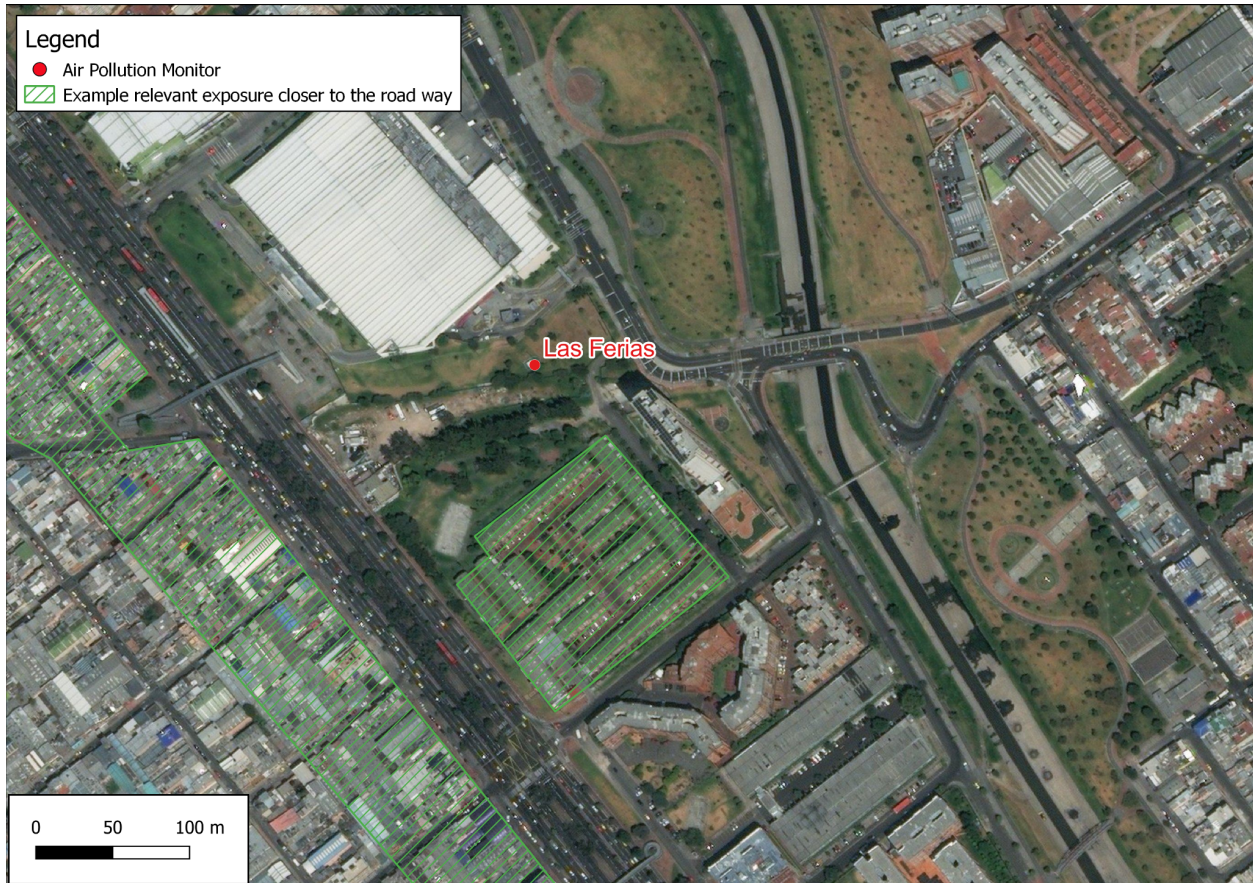 Legend
Air Pollution Monitor
Example relevant exposure closer to the road way
Las Ferias
0 50 100 m